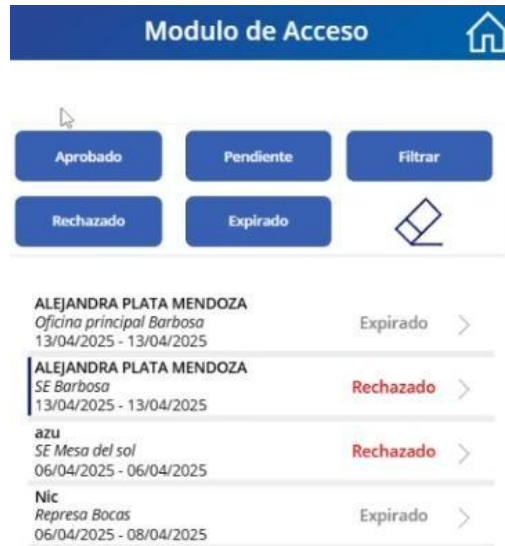 Modulo de Acceso
Aprobado Pendiente Filtrar
Rechazado Expirado
ALEJANDRA PLATA MENDOZA
Oficina principal Barbosa Expirado
13/04/2025 - 13/04/2025
ALEJANDRA PLATA MENDOZA
SE Barbosa Rechazado
13/04/2025 - 13/04/2025
azu
SE Mesa del sol Rechazado
06/04/2025 - 06/04/2025
Nic
Represa Bocas Expirado
06/04/2025 - 08/04/2025